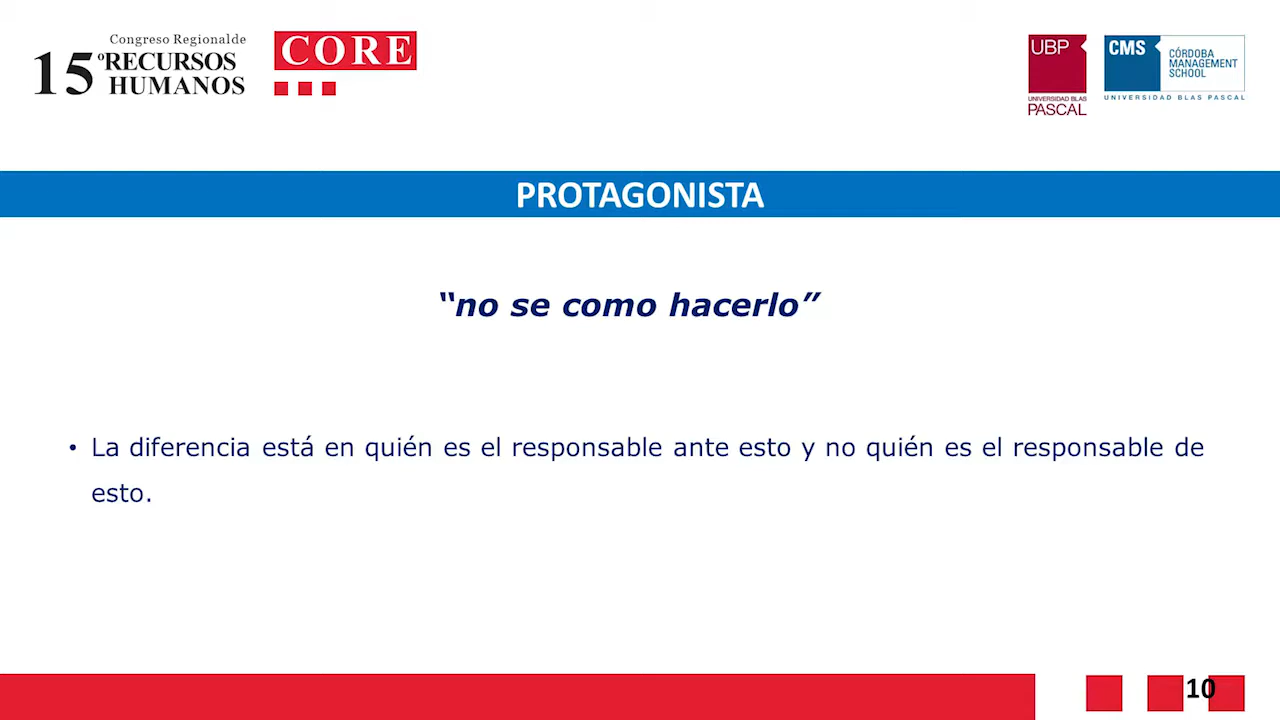 Congreso Regionalde
15º RECURSOS
HUMANOS
CORE
UBP
UNIVERSIDAD BLAS
PASCAL
CMS
CÓRDOBA
MANAGEMENT
SCHOOL
UNIVERSIDAD BLAS PASCAL
PROTAGONISTA
“no se como hacerlo”
• La diferencia está en quién es el responsable ante esto y no quién es el responsable de
esto.
10